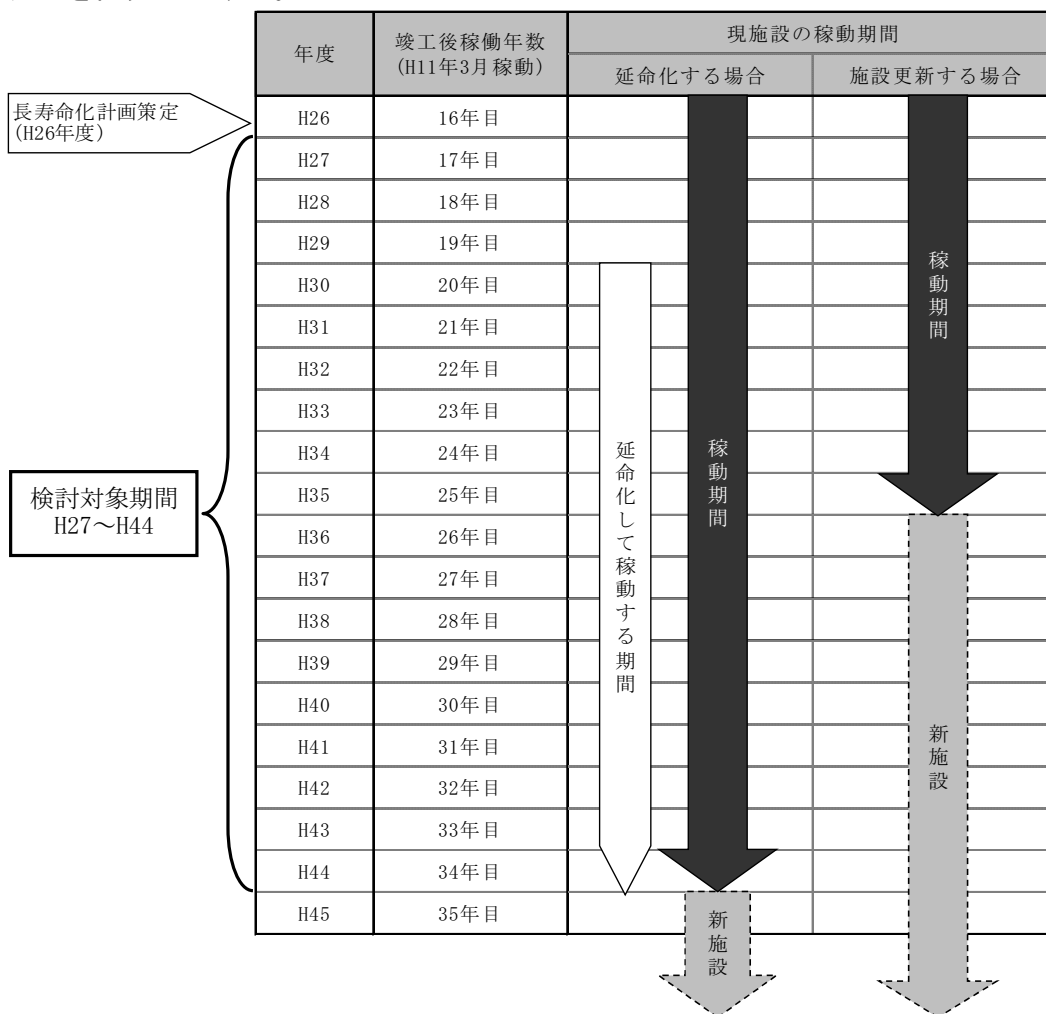 年度
竣工後稼働年数
(H11年3月稼動)
現施設の稼動期間
延命化する場合
施設更新する場合
長寿命化計画策定
(H26年度)
H26 16年目
H27 17年目
H28 18年目
H29 19年目
H30 20年目
H31 21年目
H32 22年目
H33 23年目
H34 24年目
H35 25年目
H36 26年目
H37 27年目
H38 28年目
H39 29年目
H40 30年目
H41 31年目
H42 32年目
H43 33年目
H44 34年目
H45 35年目
検討対象期間
H27～H44
延命化して稼動する期間
稼動期間
新施設
稼動期間
新施設